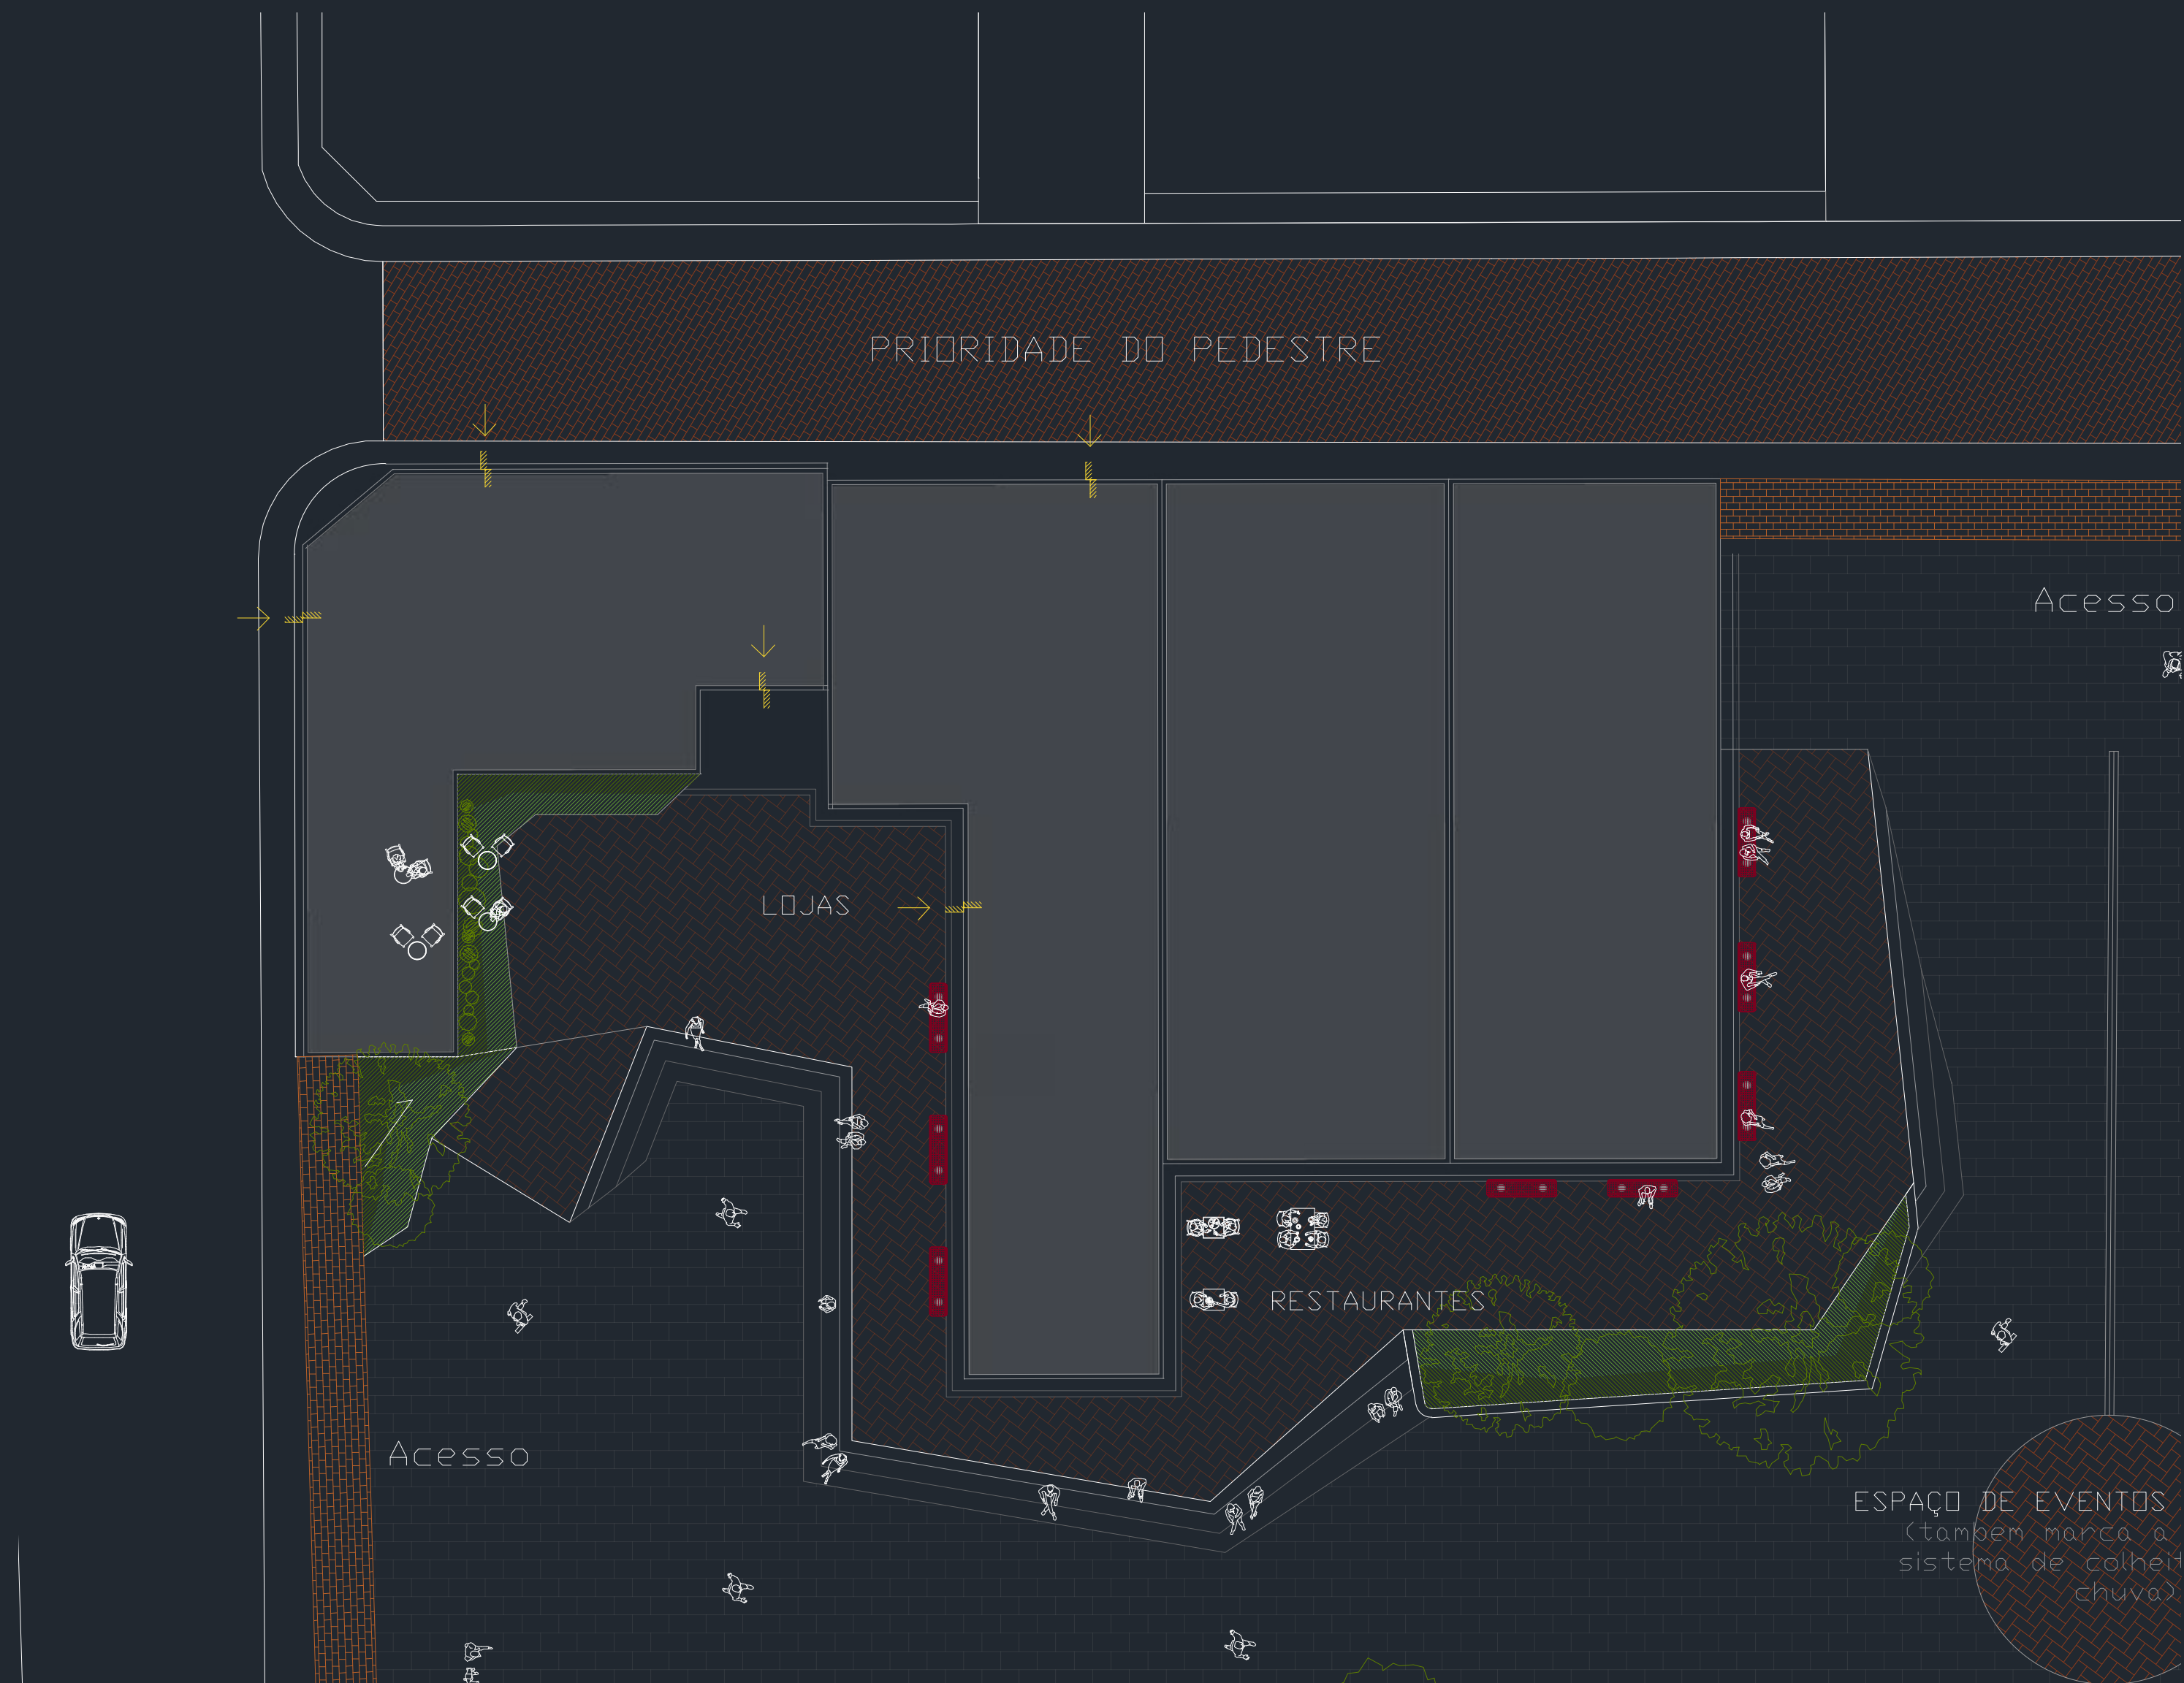 PRIORIDADE DO PEDESTRE
Acesso
LOJAS
RESTAURANTES
Acesso
ESPAÇO DE EVENTOS
(tambem marca a
sistema de colheit
chuva)